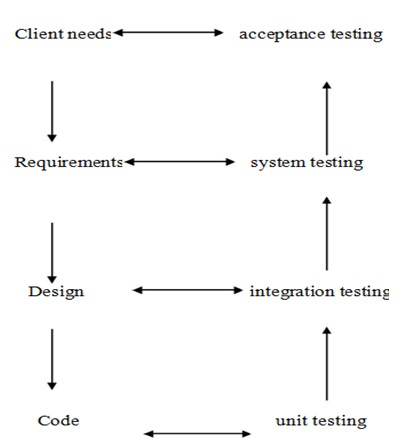 Client needs acceptance testing
Requirements system testing
Design integration testing
Code unit testing